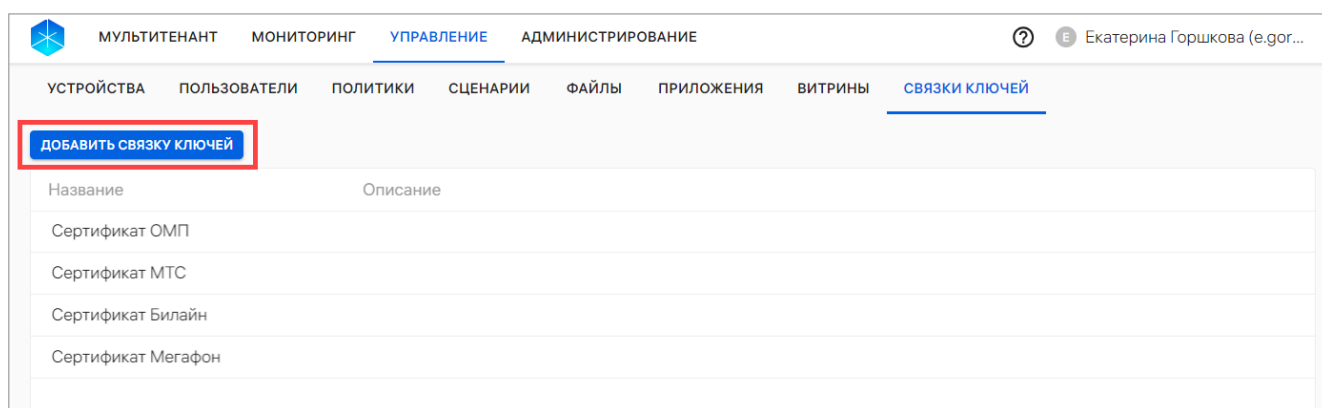 МУЛЬТИТЕНАНТ МОНИТОРИНГ УПРАВЛЕНИЕ АДМИНИСТРИРОВАНИЕ ? E Екатерина Горшкова (e.gor...
УСТРОЙСТВА ПОЛЬЗОВАТЕЛИ ПОЛИТИКИ СЦЕНАРИИ ФАЙЛЫ ПРИЛОЖЕНИЯ ВИТРИНЫ СВЯЗКИ КЛЮЧЕЙ
ДОБАВИТЬ СВЯЗКУ КЛЮЧЕЙ
Название Описание
Сертификат ОМП
Сертификат МТС
Сертификат Билайн
Сертификат Мегафон